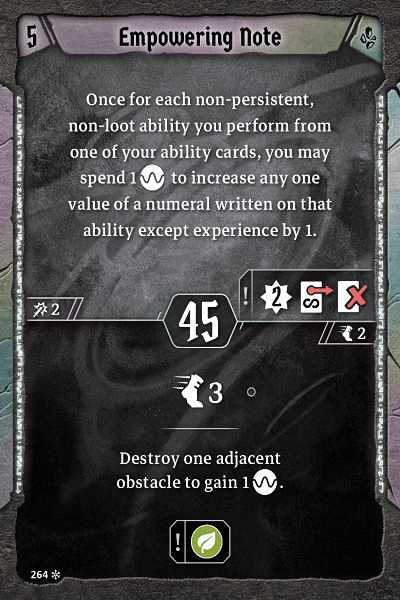 5
Empowering Note
Once for each non-persistent,
non-loot ability you perform from
one of your ability cards, you may
spend 1 to increase any one
value of a numeral written on that
ability except experience by 1.
! 2
2
45
2
3
Destroy one adjacent
obstacle to gain 1 .
!
264